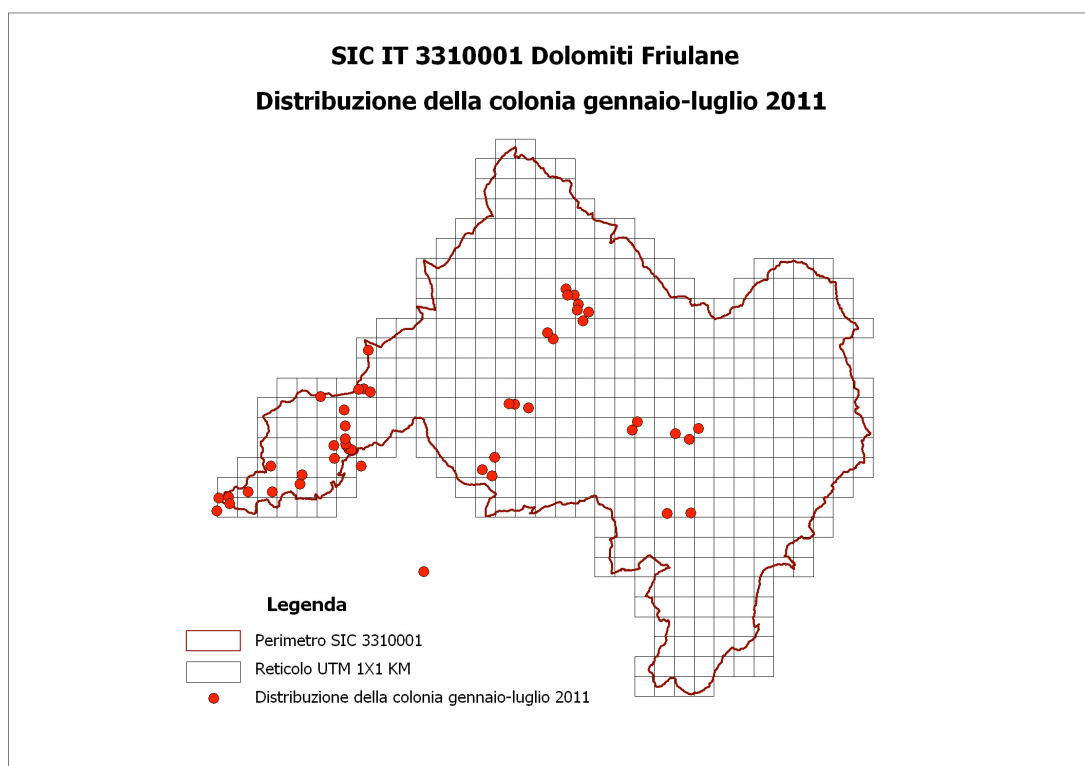 SIC IT 3310001 Dolomiti Friulane
Distribuzione della colonia gennaio-luglio 2011
Legenda
Perimetro SIC 3310001
Reticolo UTM 1X1 KM
Distribuzione della colonia gennaio-luglio 2011